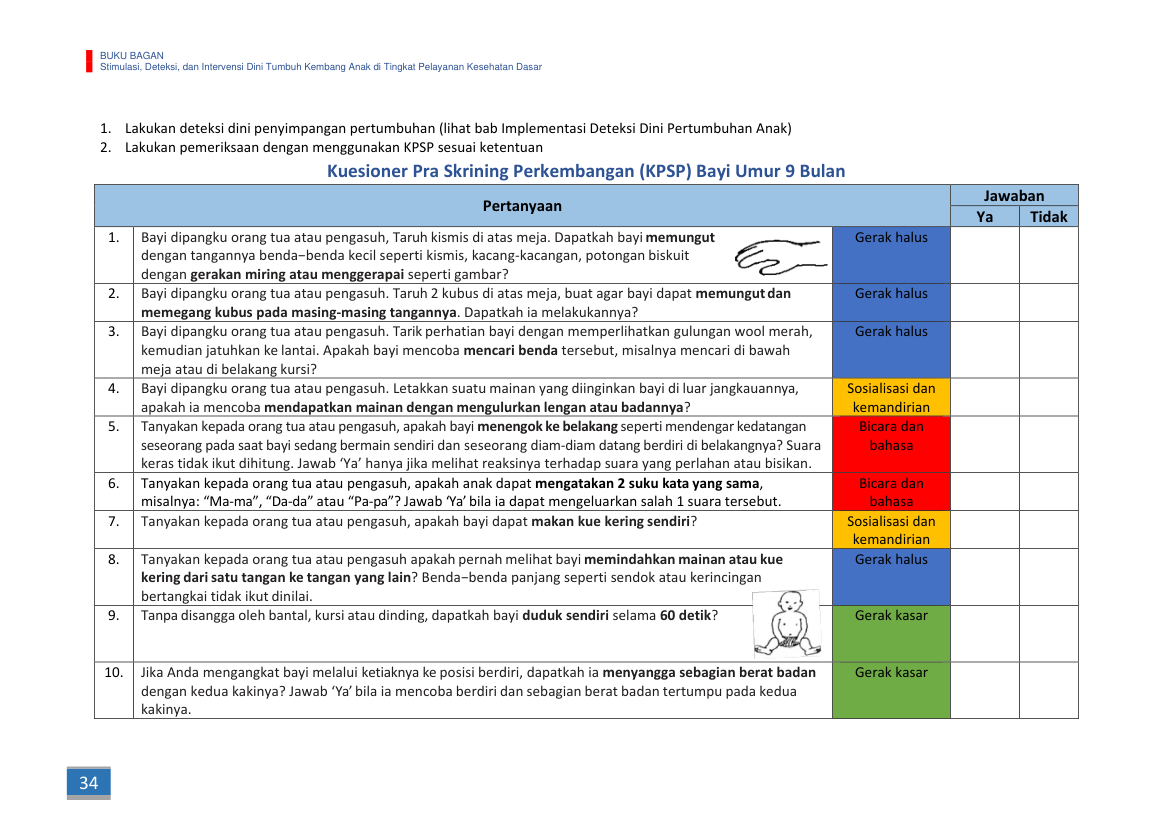 BUKU BAGAN
Stimulasi, Deteksi, dan Intervensi Dini Tumbuh Kembang Anak di Tingkat Pelayanan Kesehatan Dasar
1. Lakukan deteksi dini penyimpangan pertumbuhan (lihat bab Implementasi Deteksi Dini Pertumbuhan Anak)
2. Lakukan pemeriksaan dengan menggunakan KPSP sesuai ketentuan
Kuesioner Pra Skrining Perkembangan (KPSP) Bayi Umur 9 Bulan
Pertanyaan
Jawaban
Ya Tidak
1. Bayi dipangku orang tua atau pengasuh, Taruh kismis di atas meja. Dapatkah bayi memungut
dengan tangannya benda−benda kecil seperti kismis, kacang-kacangan, potongan biskuit
dengan gerakan miring atau menggerapai seperti gambar?
Gerak halus
2. Bayi dipangku orang tua atau pengasuh. Taruh 2 kubus di atas meja, buat agar bayi dapat memungut dan
memegang kubus pada masing-masing tangannya. Dapatkah ia melakukannya?
Gerak halus
3. Bayi dipangku orang tua atau pengasuh. Tarik perhatian bayi dengan memperlihatkan gulungan wool merah,
kemudian jatuhkan ke lantai. Apakah bayi mencoba mencari benda tersebut, misalnya mencari di bawah
meja atau di belakang kursi?
Gerak halus
4. Bayi dipangku orang tua atau pengasuh. Letakkan suatu mainan yang diinginkan bayi di luar jangkauannya,
apakah ia mencoba mendapatkan mainan dengan mengulurkan lengan atau badannya?
Sosialisasi dan
kemandirian
5. Tanyakan kepada orang tua atau pengasuh, apakah bayi menengok ke belakang seperti mendengar kedatangan
seseorang pada saat bayi sedang bermain sendiri dan seseorang diam-diam datang berdiri di belakangnya? Suara
keras tidak ikut dihitung. Jawab ‘Ya’ hanya jika melihat reaksinya terhadap suara yang perlahan atau bisikan.
Bicara dan
bahasa
6. Tanyakan kepada orang tua atau pengasuh, apakah anak dapat mengatakan 2 suku kata yang sama,
misalnya: “Ma-ma”, “Da-da” atau “Pa-pa”? Jawab ‘Ya’ bila ia dapat mengeluarkan salah 1 suara tersebut.
Bicara dan
bahasa
7. Tanyakan kepada orang tua atau pengasuh, apakah bayi dapat makan kue kering sendiri?
Sosialisasi dan
kemandirian
8. Tanyakan kepada orang tua atau pengasuh apakah pernah melihat bayi memindahkan mainan atau kue
kering dari satu tangan ke tangan yang lain? Benda−benda panjang seperti sendok atau kerincingan
bertangkai tidak ikut dinilai.
Gerak halus
9. Tanpa disangga oleh bantal, kursi atau dinding, dapatkah bayi duduk sendiri selama 60 detik?
Gerak kasar
10. Jika Anda mengangkat bayi melalui ketiaknya ke posisi berdiri, dapatkah ia menyangga sebagian berat badan
dengan kedua kakinya? Jawab ‘Ya’ bila ia mencoba berdiri dan sebagian berat badan tertumpu pada kedua
kakinya.
Gerak kasar
34